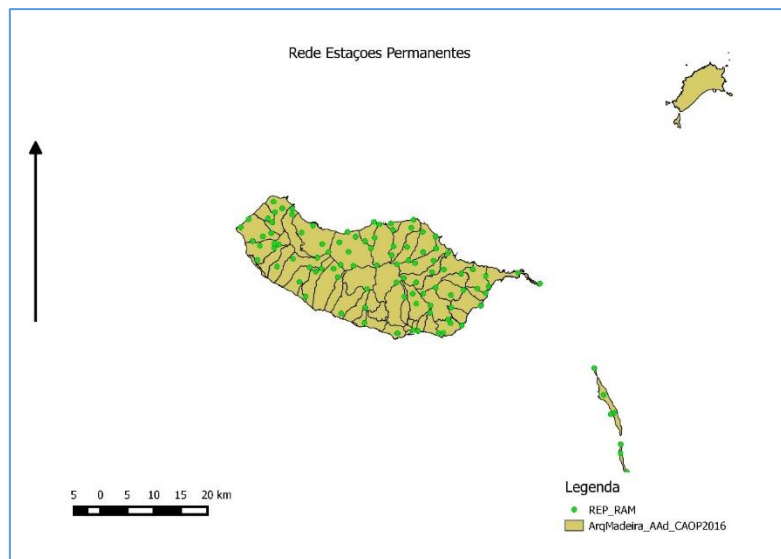 Rede Estaçoes Permanentes
5 0 5 10 15 20 km
Legenda
REP_RAM
ArqMadeira_AAd_CAOP2016